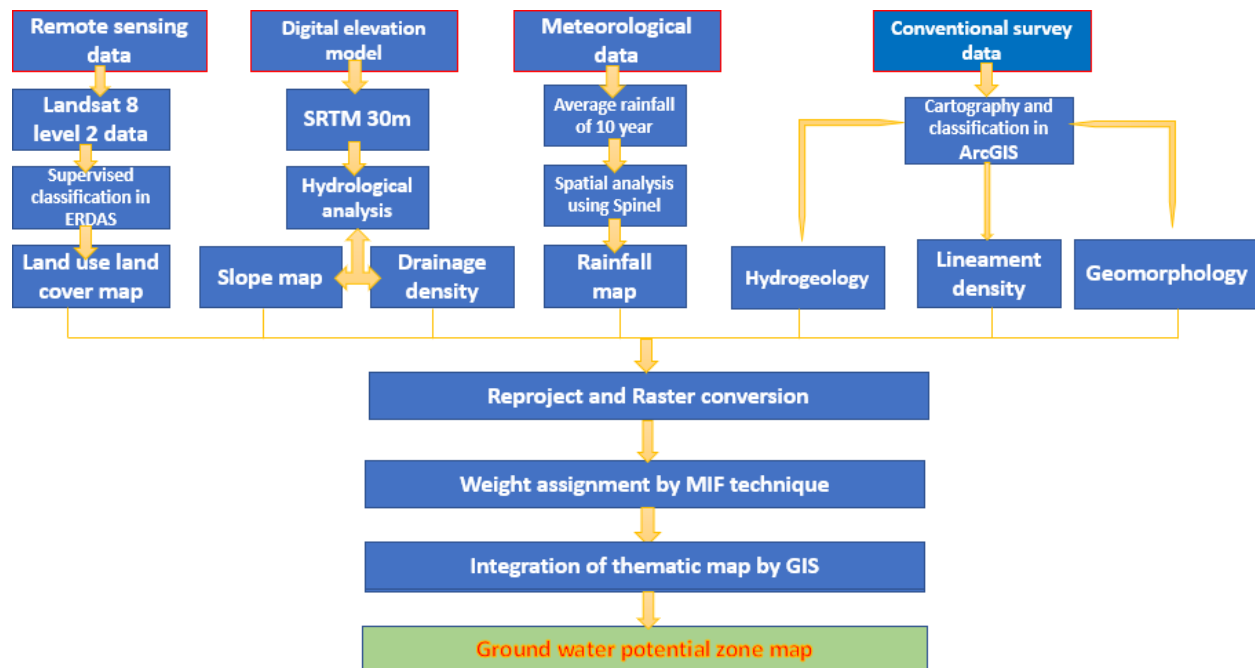 Remote sensing
data
Digital elevation
model
Meteorological
data
Conventional survey
data
Landsat 8
level 2 data
SRTM 30m
Average rainfall
of 10 year
Cartography and
classification in
ArcGIS
Supervised
classification in
ERDAS
Hydrological
analysis
Spatial analysis
using Spinel
Land use land
cover map
Slope map
Drainage
density
Rainfall
map
Hydrogeology
Lineament
density
Geomorphology
Reproject and Raster conversion
Weight assignment by MIF technique
Integration of thematic map by GIS
Ground water potential zone map